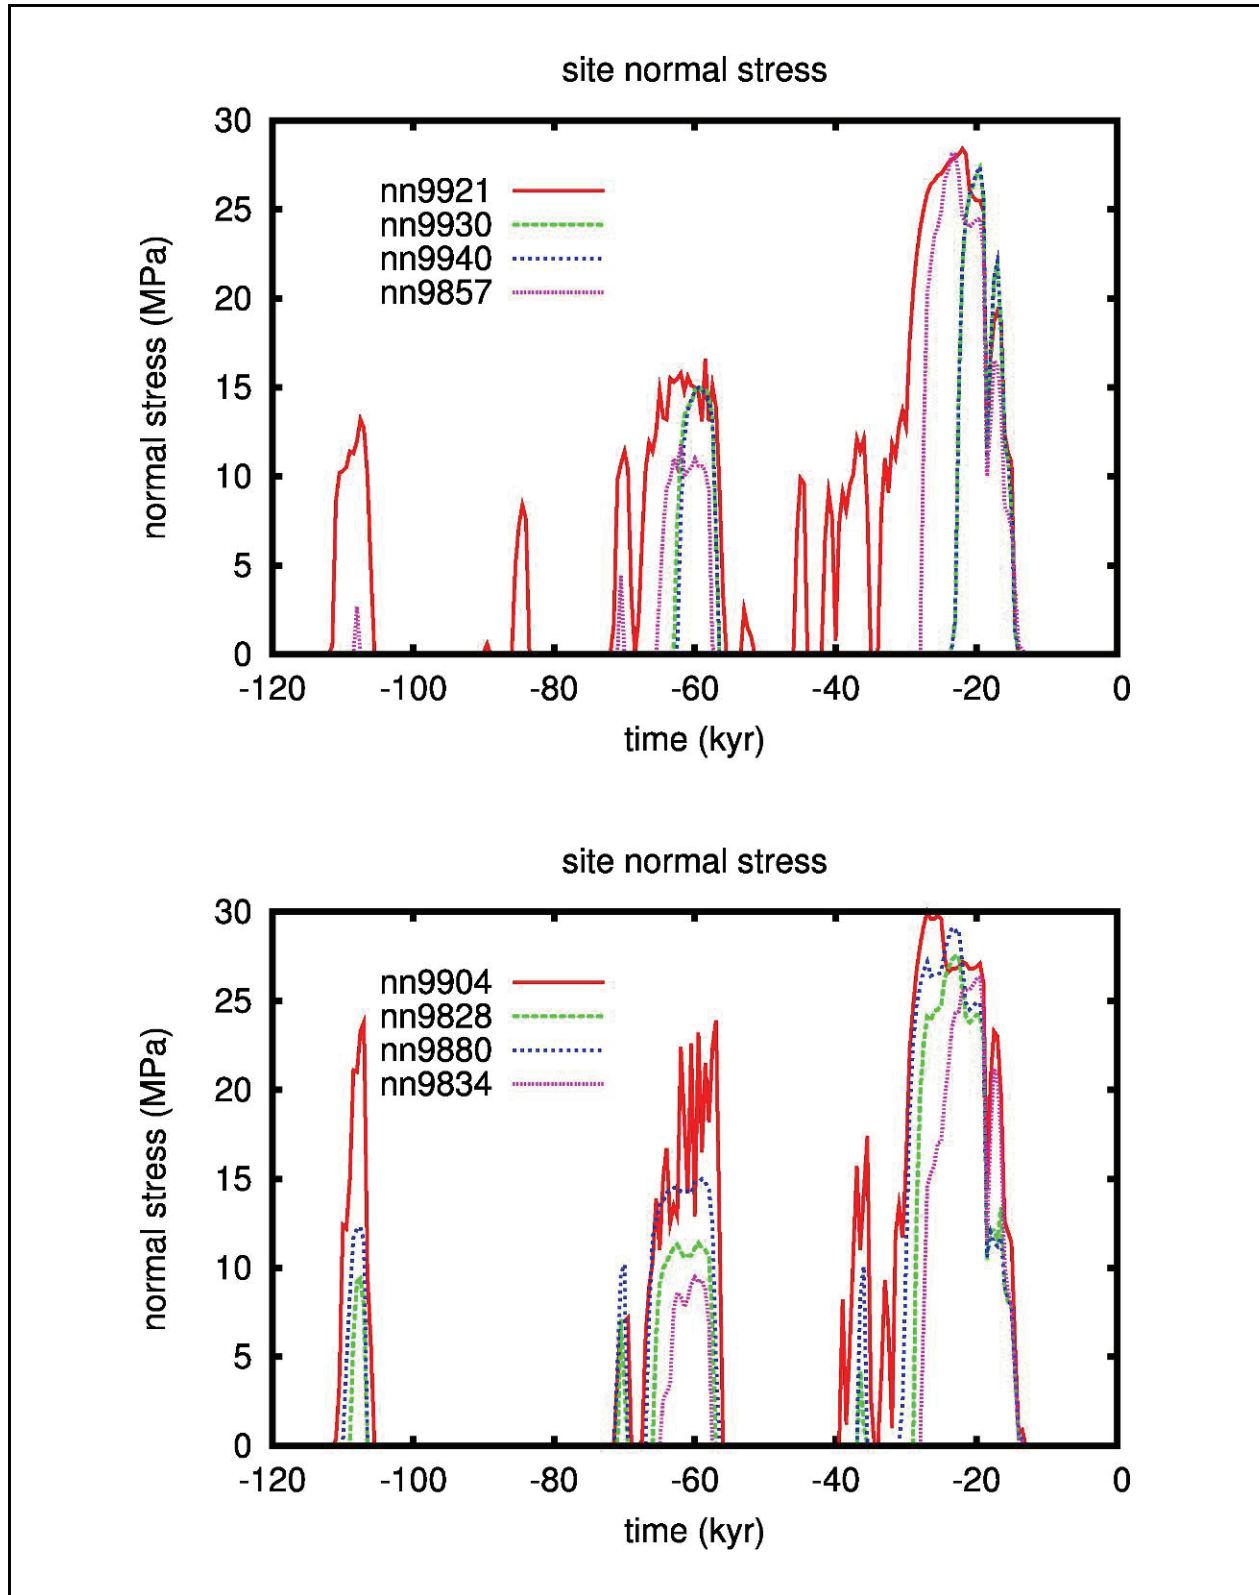 site normal stress
30
25
20
15
10
5
0
normal stress (MPa)
nn9921
nn9930
nn9940
nn9857
-120 -100 -80 -60 -40 -20 0
time (kyr)
site normal stress
30
25
20
15
10
5
0
normal stress (MPa)
nn9904
nn9828
nn9880
nn9834
-120 -100 -80 -60 -40 -20 0
time (kyr)